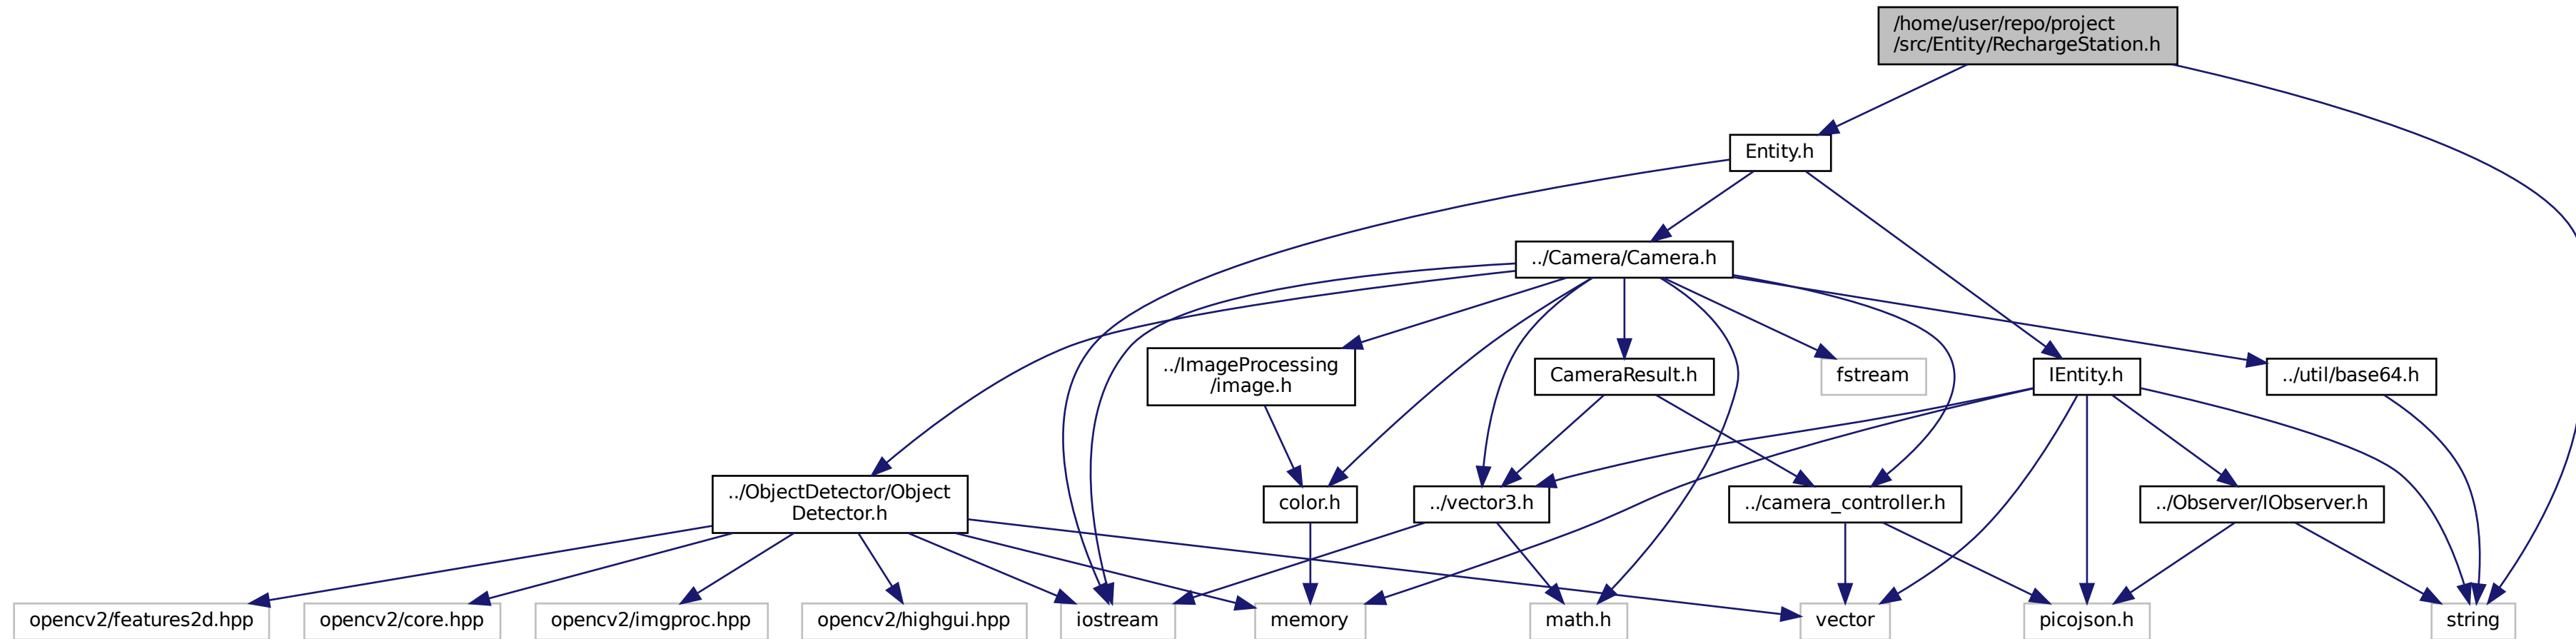 /home/user/repo/project
/src/Entity/RechargeStation.h
Entity.h
../Camera/Camera.h
../ImageProcessing
/image.h
CameraResult.h
fstream
IEntity.h
../util/base64.h
../ObjectDetector/Object
Detector.h
color.h
../vector3.h
../camera_controller.h
../Observer/IObserver.h
opencv2/features2d.hpp
opencv2/core.hpp
opencv2/imgproc.hpp
opencv2/highgui.hpp
iostream
memory
math.h
vector
picojson.h
string